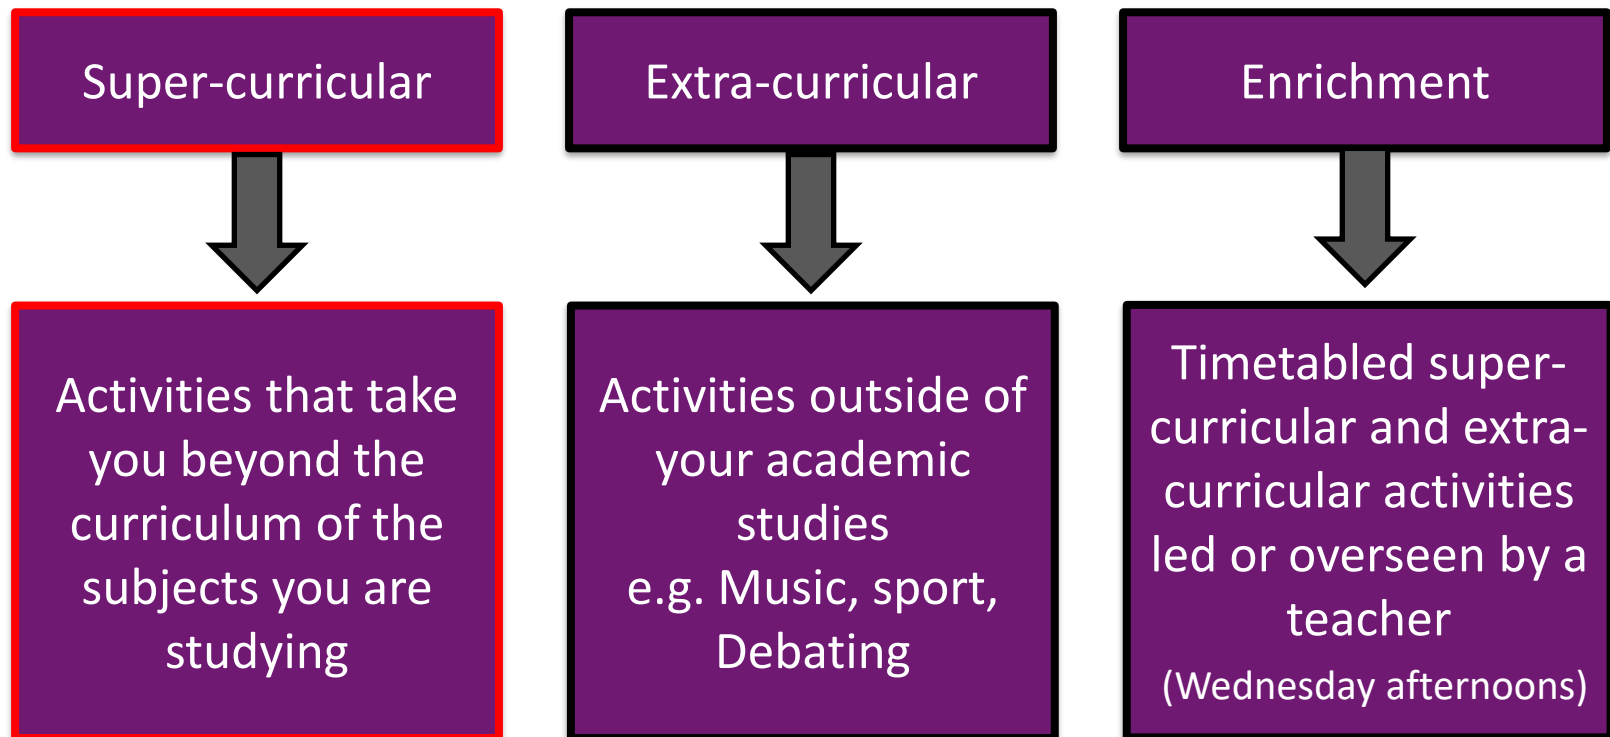 Super-curricular
Extra-curricular
Enrichment
Activities that take
you beyond the
curriculum of the
subjects you are
studying
Activities outside of
your academic
studies
e.g. Music, sport,
Debating
Timetabled super-
curricular and extra-
curricular activities
led or overseen by a
teacher
(Wednesday afternoons)